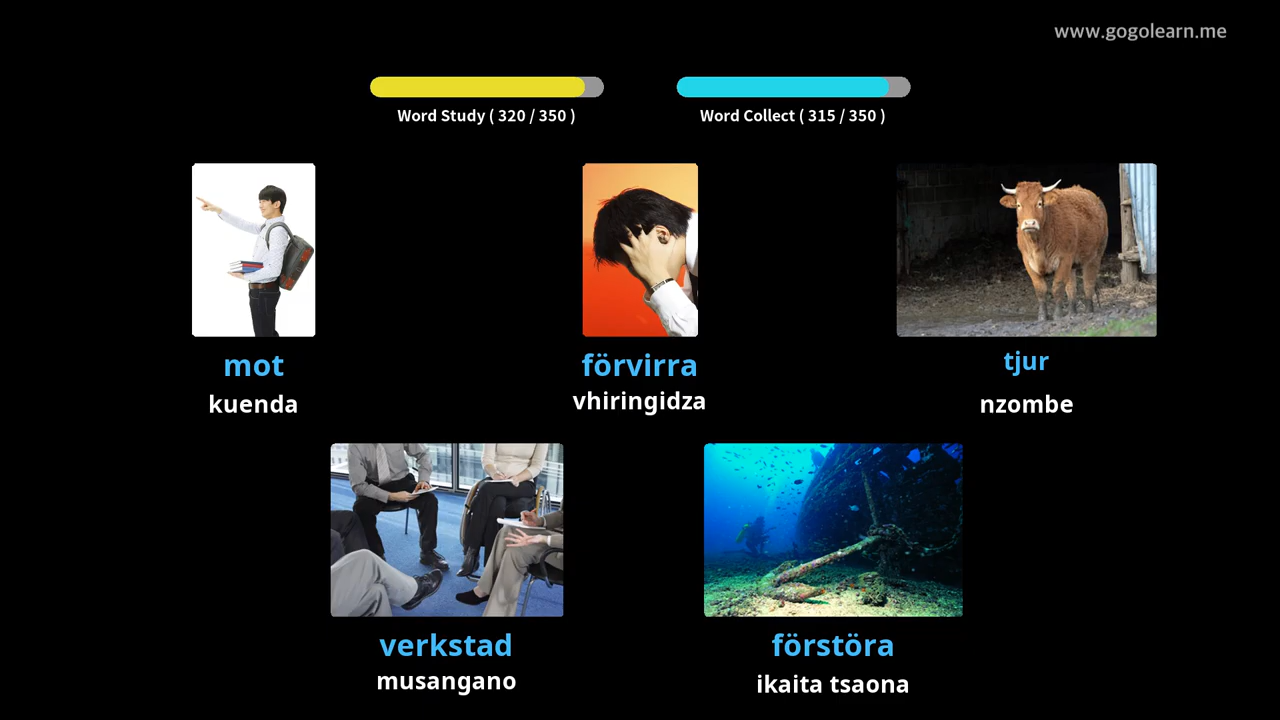 www.gogolearn.me
Word Study ( 320 / 350 )
Word Collect ( 315 / 350 )
mot
kuenda
förvirra
vhiringidza
tjur
nzombe
verkstad
musangano
förstöra
ikaita tsaona